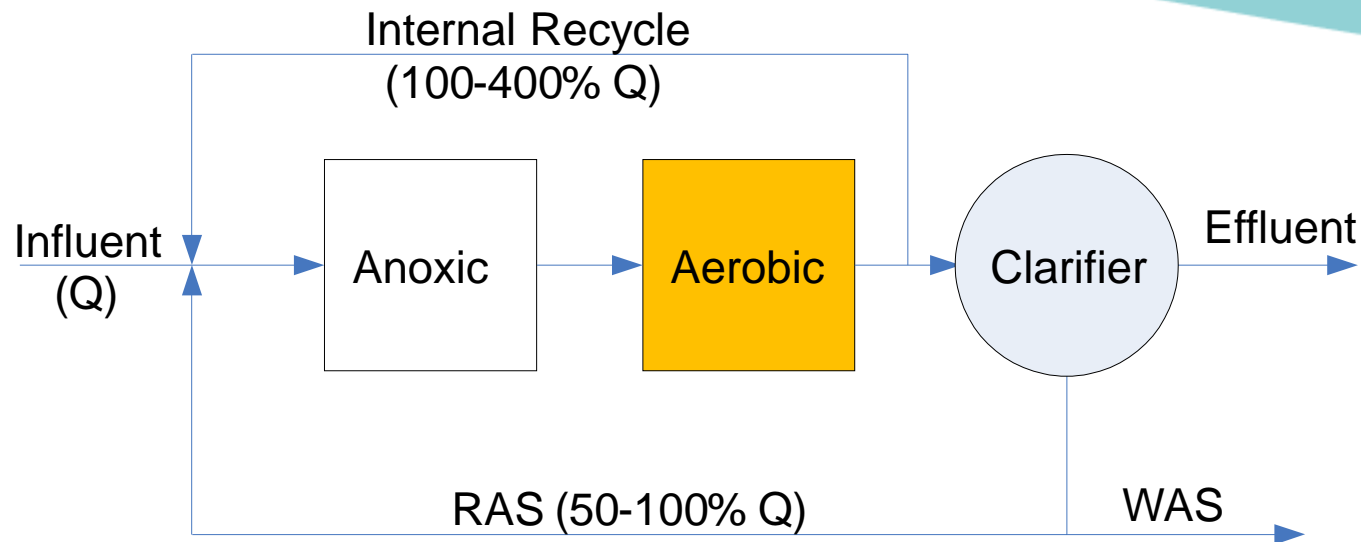 Internal Recycle
(100-400% Q)
Influent
(Q)
Anoxic
Aerobic
Clarifier
Effluent
RAS (50-100% Q)
WAS